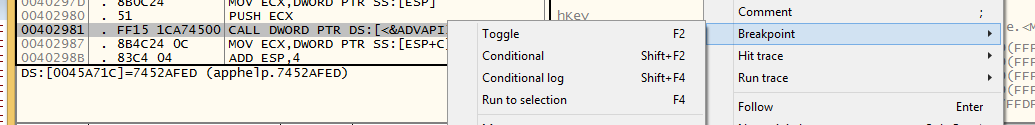 0040297D . 8B0C24 MOV ECX,DWORD PTR SS:[ESP]
00402980 . 51 PUSH ECX
00402981 . FF15 1CA74500 CALL DWORD PTR DS:[<&ADVAPI
00402987 . 8B4C24 0C MOV ECX,DWORD PTR SS:[ESP+C
0040298B . 83C4 04 ADD ESP,4
DS:[0045A71C]=7452AFED (apphelp.7452AFED)
hKey
Toggle F2
Conditional Shift+F2
Conditional log Shift+F4
Run to selection F4
Comment ;
Breakpoint
Hit trace
Run trace
Follow Enter